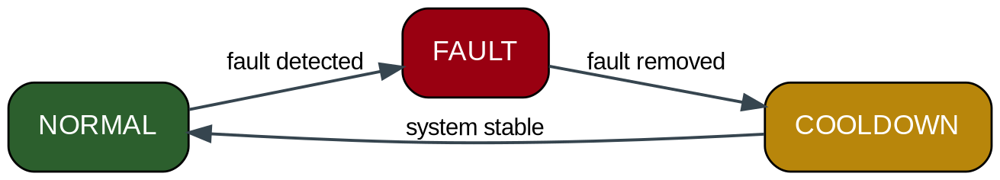 FAULT
fault detected
fault removed
NORMAL
system stable
COOLDOWN